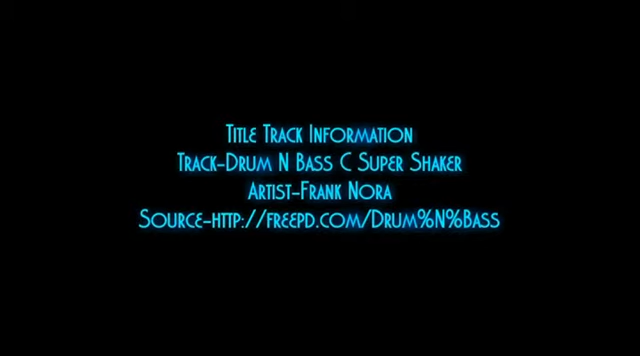 Title Track Information
Track-Drum N Bass C Super Shaker
Artist-Frank Nora
Source-http://freepd.com/Drum%N%Bass